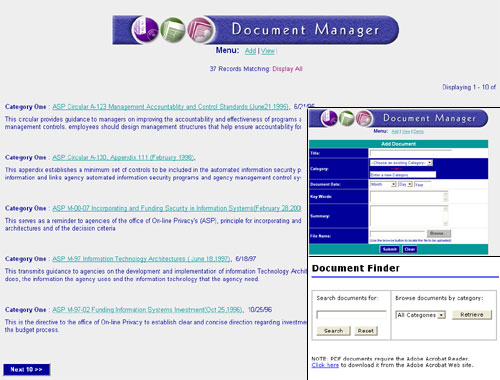 Document Manager
Menu: Add | View |
37 Records Matching: Display All
Displaying 1 - 10 of
Category One : ASP Circular A-123 Management Accountability and Control Standards (June21,1995), 6/21/95
This circular provides guidance to managers on improving the accountability and effectiveness of programs a
management controls, employees should design management structures that help ensure accountability fo
Category One : ASP Circular A-130, Appendix 111 (February 1996),
This appendix establishes a minimum set of controls to be included in the automated information security p
information and links agency automated information security programs and agency management control sy
Category One : ASP M-00-07 Incorporating and Funding Security in Information Systems(February 28,200
This serves as a reminder to agencies of the office of On-line Privacy's (ASP), principle for incorporating and
architectures and of the decision criteria
Category One : ASP M-97 Information Technology Architectures (June 18,1997), 6/18/97
This transmits guidance to agencies on the development and implementation of information Technology Archi
does, the information the agency uses and the information technology that the agency need.
Category One : ASP M-97-02 Funding Information Systems Investment(Oct 25,1996), 10/25/96
This is the directive to the office of On-line Privacy to establish clear and concise direction regarding investme
the budget process.
Next 10 >>
Document Manager
Menu: Add | View |
Add Document
Title:
Category:
--Choose an existing Category--
Enter a new Category
Document Date:
Month
Day
Year
Key Words:
Summary:
File Name:
Browse...
(Use the browse button to locate the file to be uploaded)
Submit
Clear
Document Finder
Search documents for:
Browse documents by category:
All Categories
Retrieve
Search
Reset
NOTE: PDF documents require the Adobe Acrobat Reader.
Click here to download it from the Adobe Acrobat Web site.